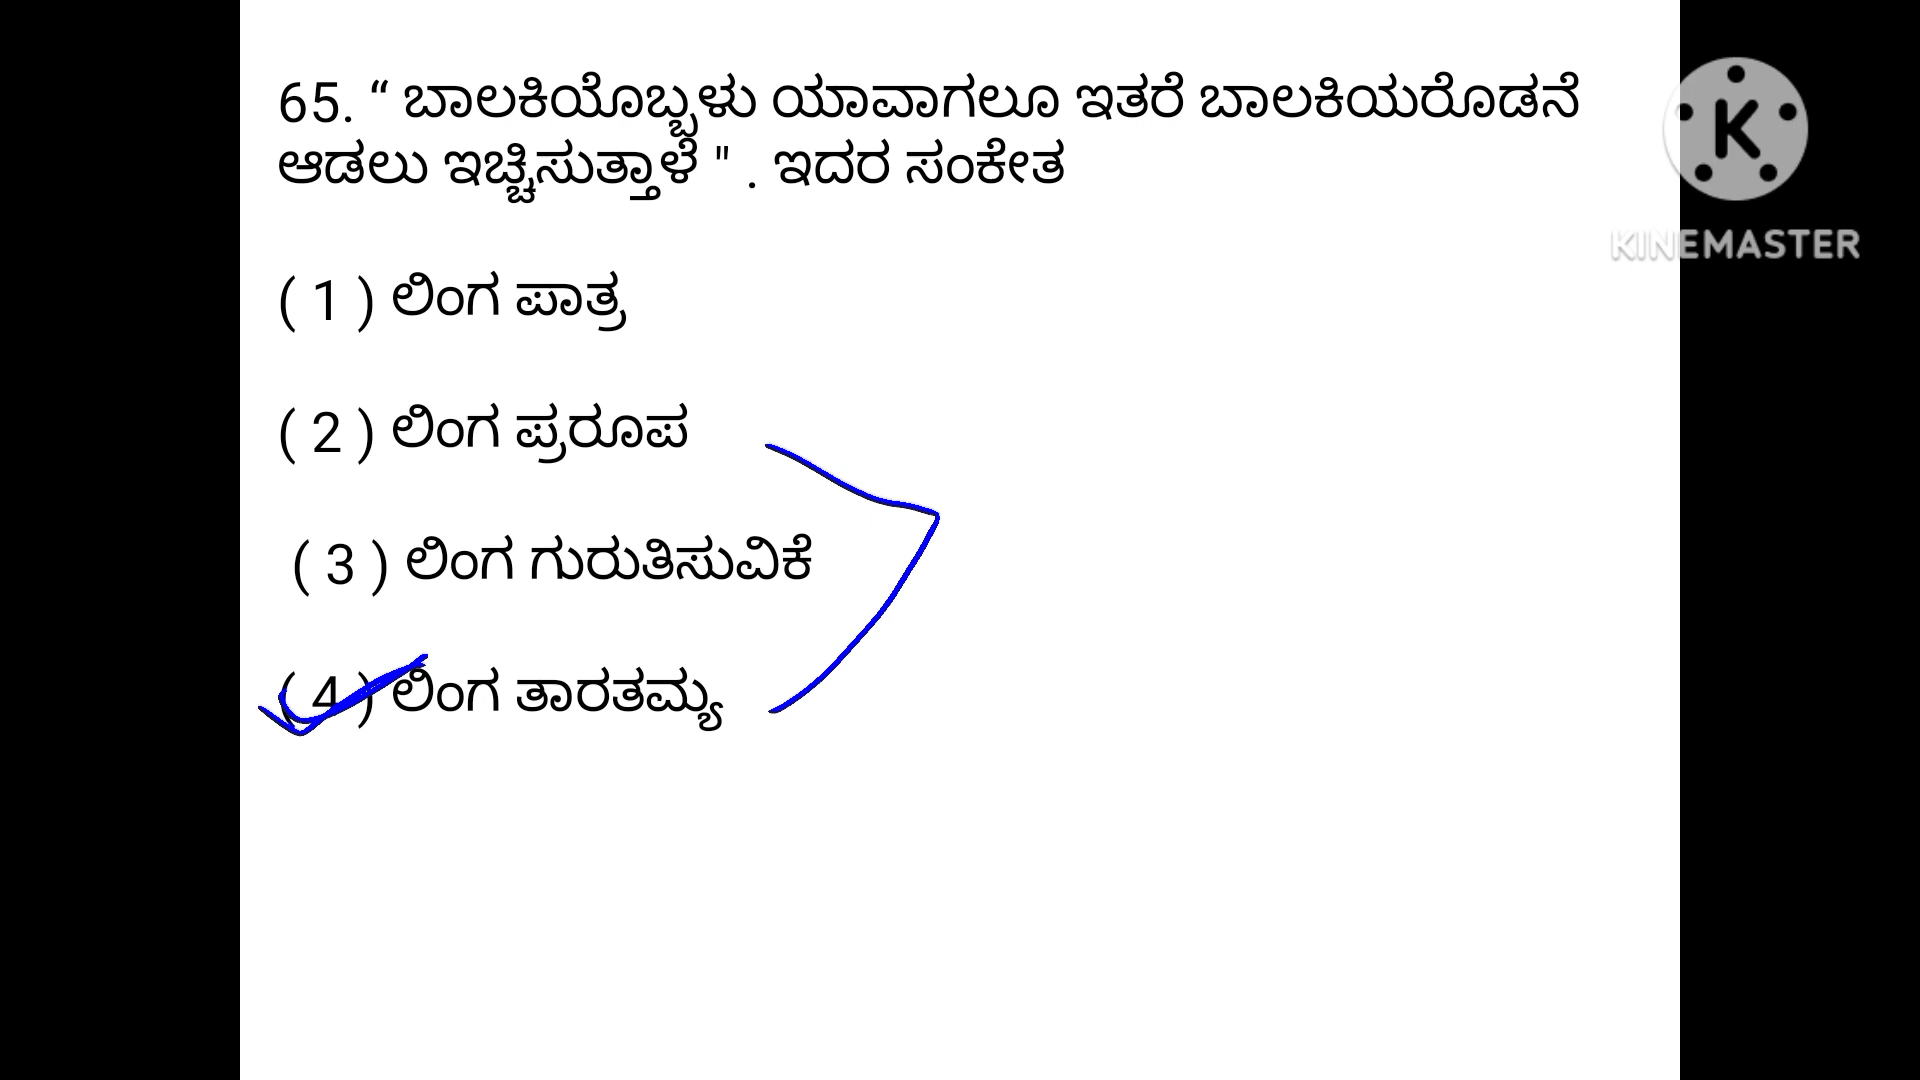 65. “ ಬಾಲಕಿಯೊಬ್ಬಳು ಯಾವಾಗಲೂ ಇತರೆ ಬಾಲಕಿಯರೊಡನೆ
ಆಡಲು ಇಚ್ಚಿಸುತ್ತಾಳೆ " . ಇದರ ಸಂಕೇತ
( 1 ) ಲಿಂಗ ಪಾತ್ರ
( 2 ) ಲಿಂಗ ಪ್ರರೂಪ
( 3 ) ಲಿಂಗ ಗುರುತಿಸುವಿಕೆ
( 4 ) ಲಿಂಗ ತಾರತಮ್ಯ
K
KINEMASTER